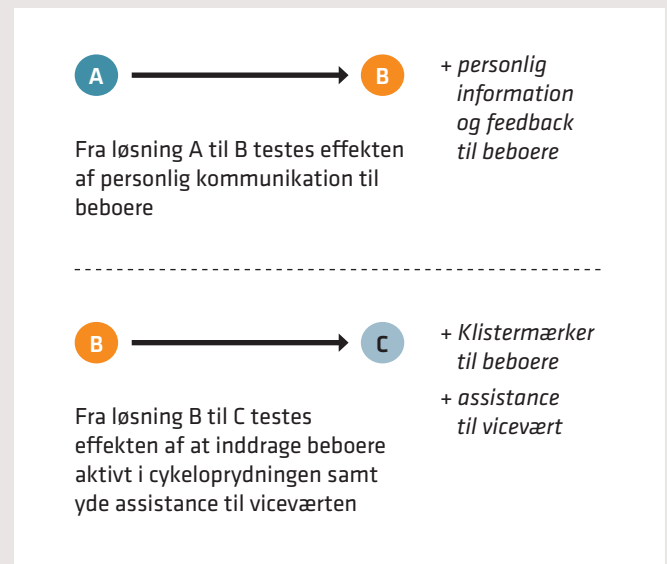 A
B
+ personlig
information
og feedback
til beboere
Fra løsning A til B testes effekten
af personlig kommunikation til
beboere
B
C
+ Klistermærker
til beboere
+ assistance
til vicevært
Fra løsning B til C testes
effekten af at inddrage beboere
aktivt i cykeloprydningen samt
yde assistance til viceværten